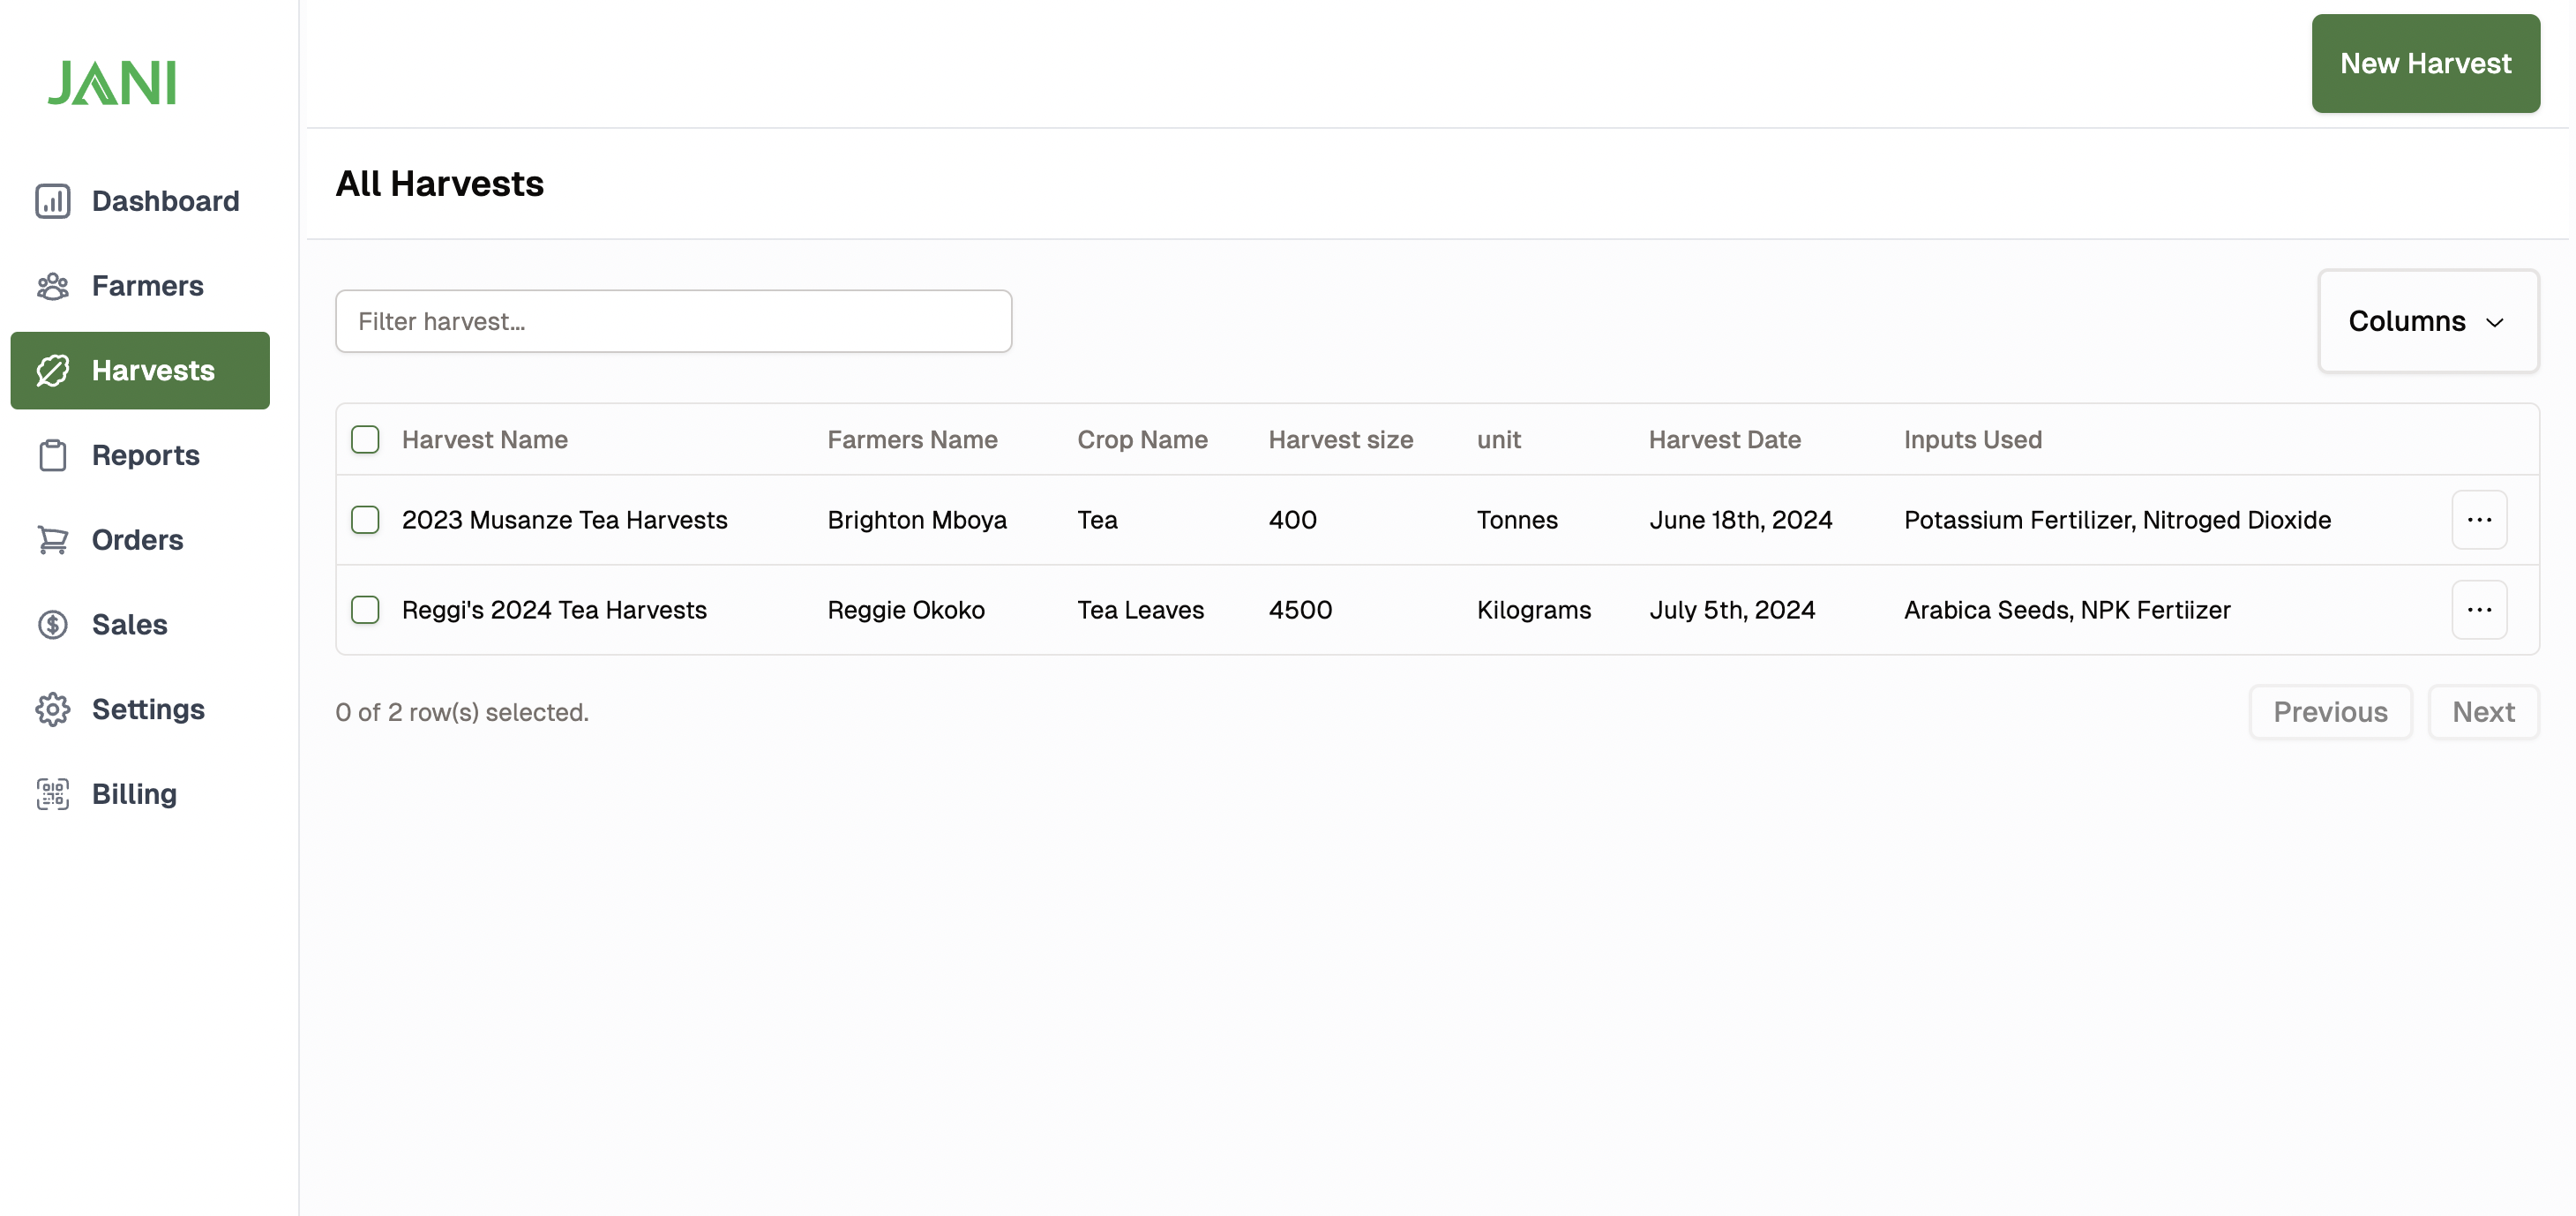 JANI
New Harvest
Dashboard
Farmers
Harvests
Reports
Orders
Sales
Settings
Billing
All Harvests
Filter harvest...
Columns
Harvest Name Farmers Name Crop Name Harvest size unit Harvest Date Inputs Used
2023 Musanze Tea Harvests Brighton Mboya Tea 400 Tonnes June 18th, 2024 Potassium Fertilizer, Nitroged Dioxide
Reggi's 2024 Tea Harvests Reggie Okoko Tea Leaves 4500 Kilograms July 5th, 2024 Arabica Seeds, NPK Fertiizer
0 of 2 row(s) selected.
Previous Next